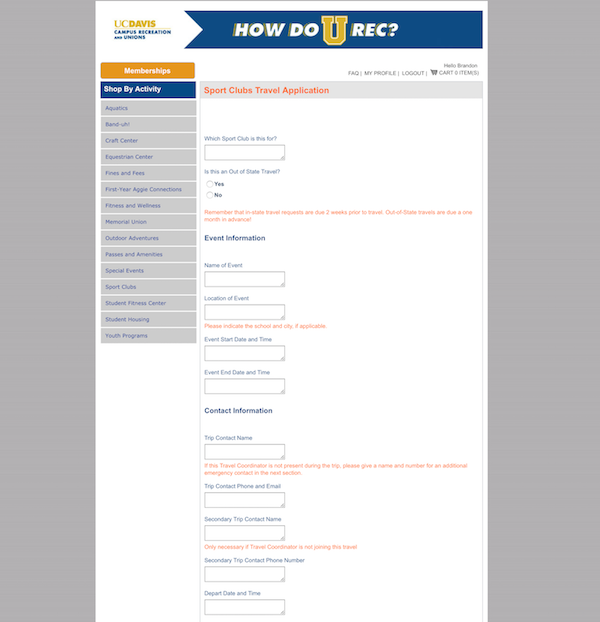 UCDAVIS
CAMPUS RECREATION
AND UNIONS
HOW DO U REC?
Hello Brandon
FAQ | MY PROFILE | LOGOUT | CART 0 ITEM(S)
Memberships
Shop By Activity
Aquatics
Band-uh!
Craft Center
Equestrian Center
Fines and Fees
First-Year Aggie Connections
Fitness and Wellness
Memorial Union
Outdoor Adventures
Passes and Amenities
Special Events
Sport Clubs
Student Fitness Center
Student Housing
Youth Programs
Sport Clubs Travel Application
Which Sport Club is this for?
Is this an Out of State Travel?
Yes
No
Remember that in-state travel requests are due 2 weeks prior to travel. Out-of-State travels are due a one
month in advance!
Event Information
Name of Event
Location of Event
Please indicate the school and city, if applicable.
Event Start Date and Time
Event End Date and Time
Contact Information
Trip Contact Name
If this Travel Coordinator is not present during the trip, please give a name and number for an additional
emergency contact in the next section.
Trip Contact Phone and Email
Secondary Trip Contact Name
Only necessary if Travel Coordinator is not joining this travel
Secondary Trip Contact Phone Number
Depart Date and Time